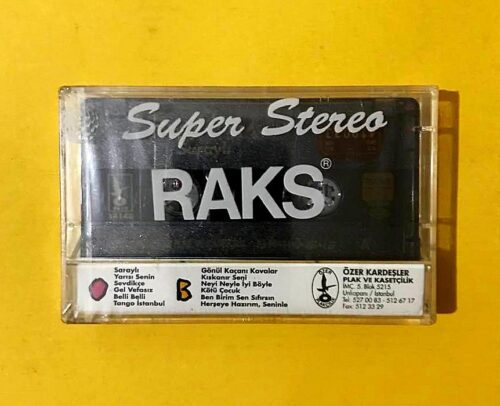 Super Stereo
RAKS®
Saraylı
Yarısı Senin
Sevdikçe
Gel Vefasız
Belli Belli
Tango İstanbul
B
Gönül Kaçanı Kovalar
Kıskanır Seni
Neyi Neyle İyi Böyle
Kötü Çocuk
Ben Birim Sen Sıfırsın
Herşeye Hazırım, Seninle
ÖZER
ÖZER KARDEŞLER
PLAK VE KASETÇİLİK
İMÇ. 5. Blok 5215
Unkapanı / İstanbul
Tel: 527 00 83 - 512 67 17
Fax: 512 33 29